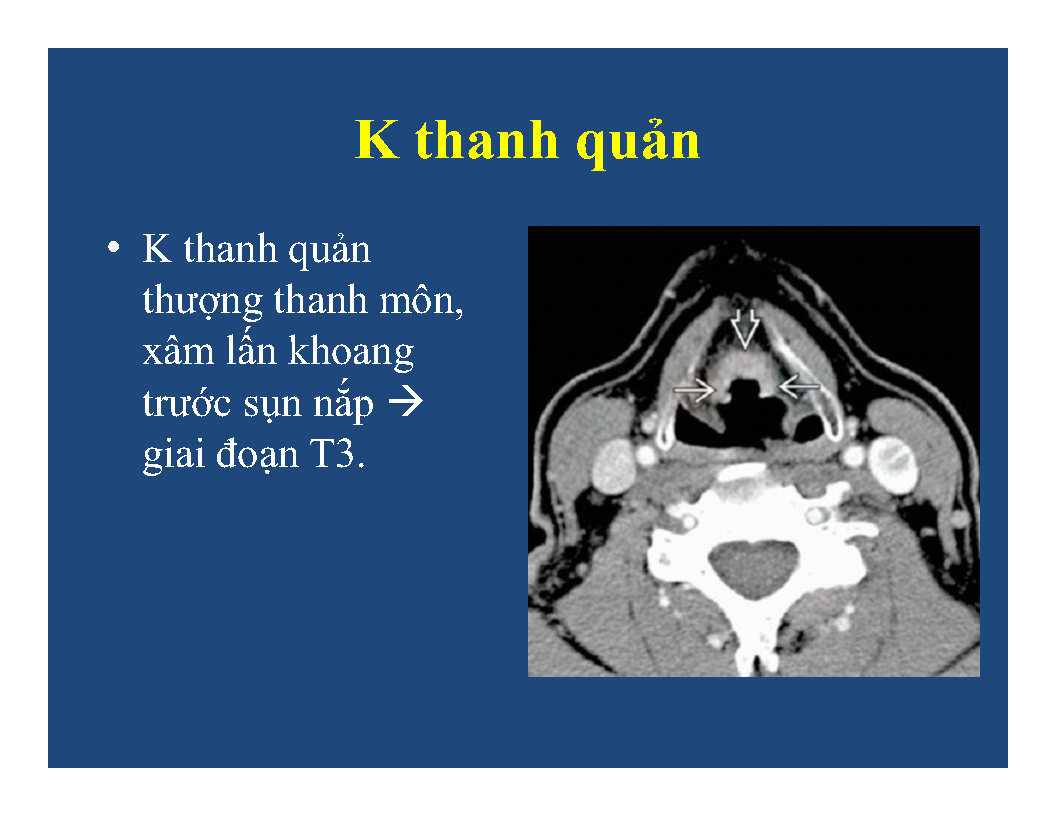 K thanh quản
• K thanh quản
thượng thanh môn,
xâm lấn khoang
trước sụn nắp →
giai đoạn T3.